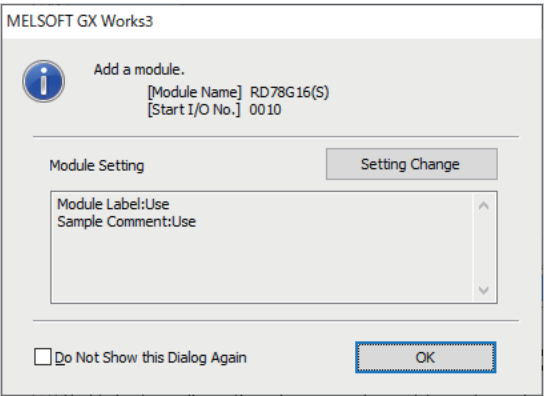 MELSOFT GX Works3
Add a module.
[Module Name] RD78G16(S)
[Start I/O No.] 0010
Module Setting
Setting Change
Module Label:Use
Sample Comment:Use
Do Not Show this Dialog Again
OK